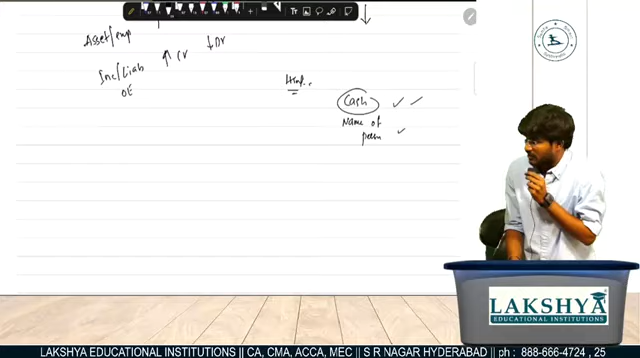 Asset/exp
↓ Dr
↑ Cr
Inc/Liab
OE
Cash ✓ ✓
Name of
person ✓
Tr
LAKSHYA
EDUCATIONAL INSTITUTIONS
LAKSHYA EDUCATIONAL INSTITUTIONS || CA, CMA, ACCA, MEC || S R NAGAR HYDERABAD || ph : 888-666-4724 , 25